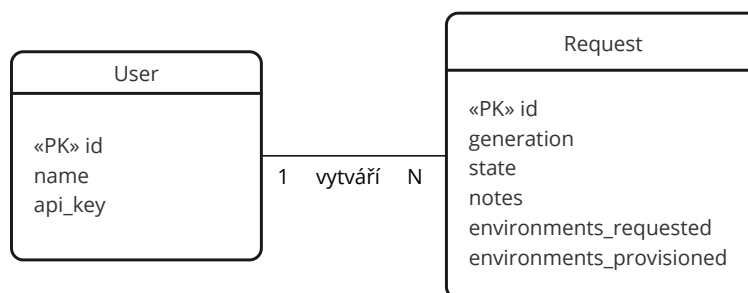 User
«PK» id
name
api_key
1 vytváří N
Request
«PK» id
generation
state
notes
environments_requested
environments_provisioned